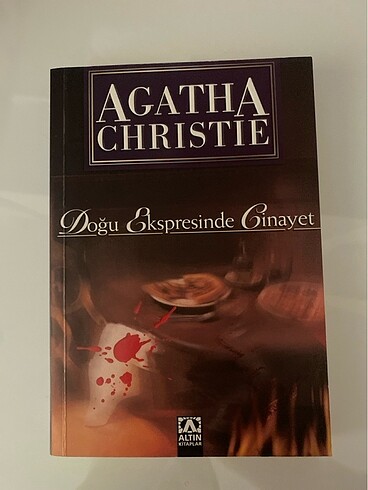 AGATHA
CHRISTIE
Doğu Ekspresinde Cinayet
ALTIN
KİTAPLAR